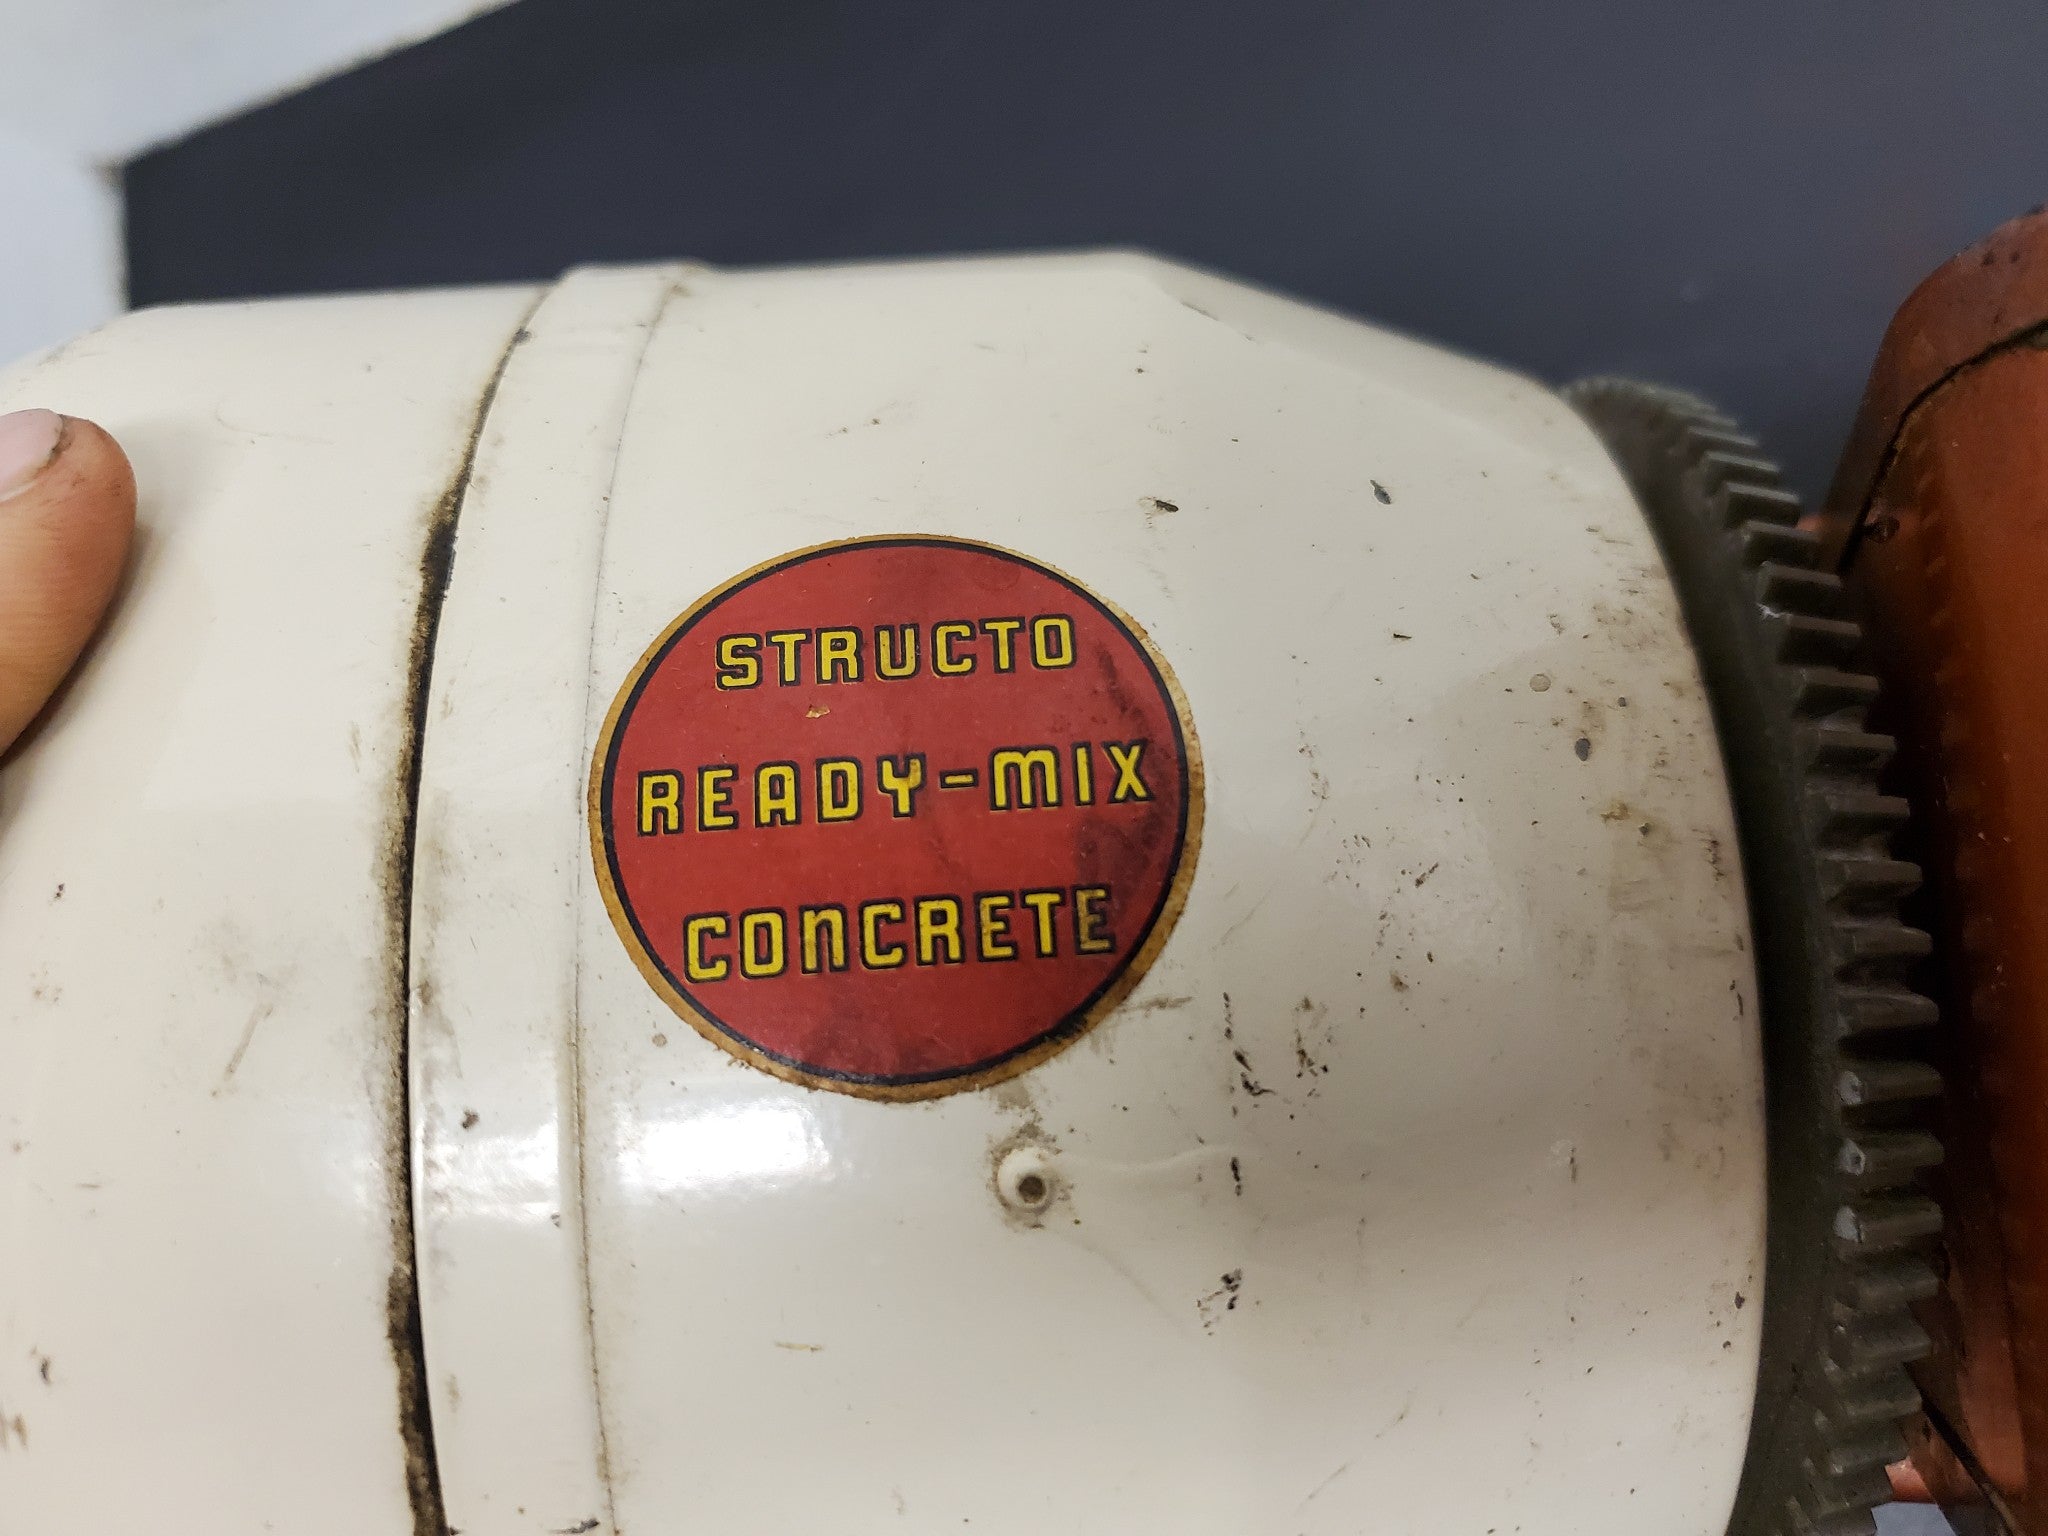 STRUCTO
READY-MIX
CONCRETE